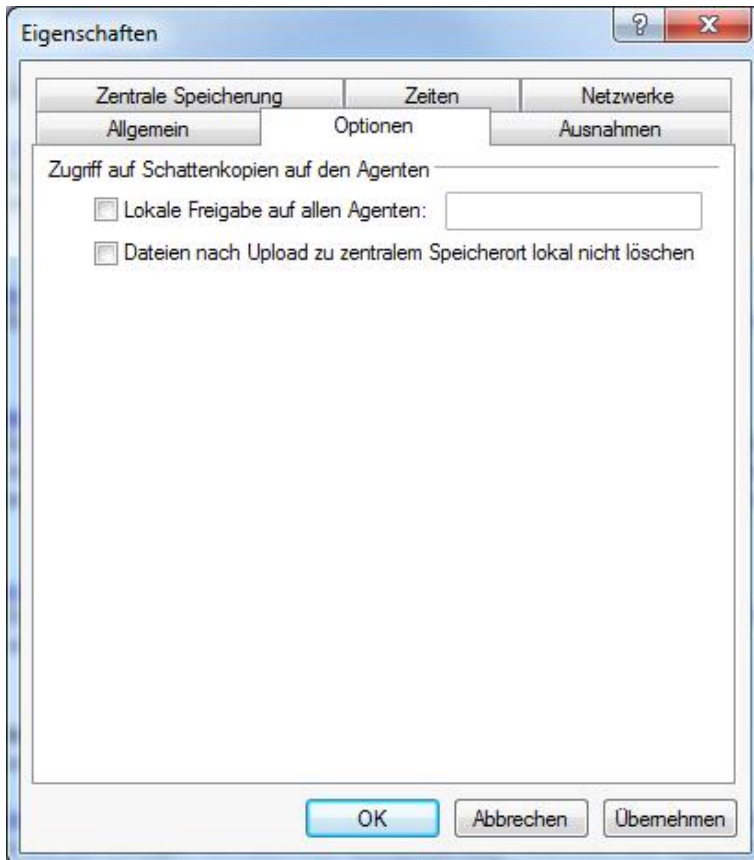 Eigenschaften
Zentrale Speicherung Zeiten Netzwerke
Allgemein Optionen Ausnahmen
Zugriff auf Schattenkopien auf den Agenten
Lokale Freigabe auf allen Agenten:
Dateien nach Upload zu zentralem Speicherort lokal nicht löschen
OK Abbrechen Übernehmen